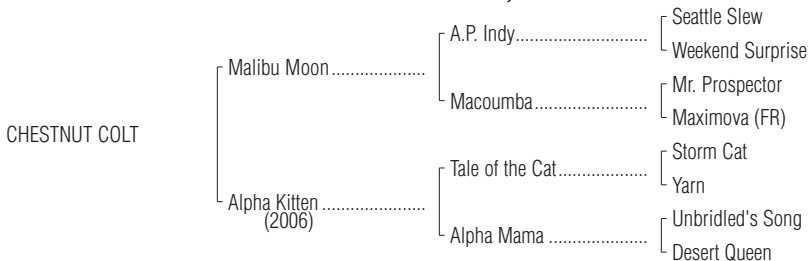 Seattle Slew
A.P. Indy
Weekend Surprise
Malibu Moon
Mr. Prospector
Macoumba
Maximova (FR)
CHESTNUT COLT
Storm Cat
Tale of the Cat
Yarn
Alpha Kitten
(2006)
Unbridled's Song
Alpha Mama
Desert Queen